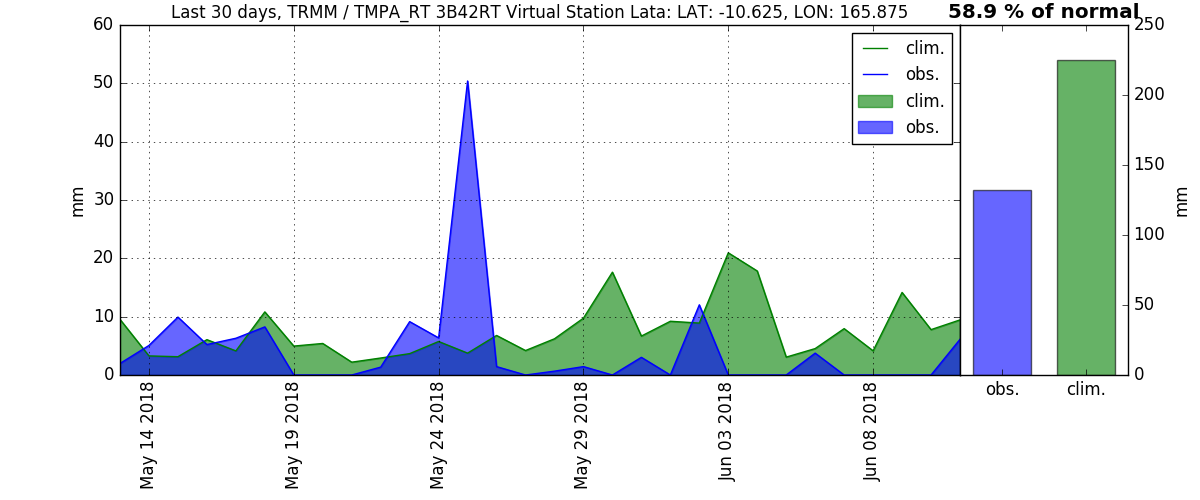 Last 30 days, TRMM / TMPA_RT 3B42RT Virtual Station Lata: LAT: -10.625, LON: 165.875
58.9 % of normal
60
50
40
30
20
10
0
mm
clim.
obs.
clim.
obs.
May 14 2018
May 19 2018
May 24 2018
May 29 2018
Jun 03 2018
Jun 08 2018
250
200
150
100
50
0
mm
obs.
clim.